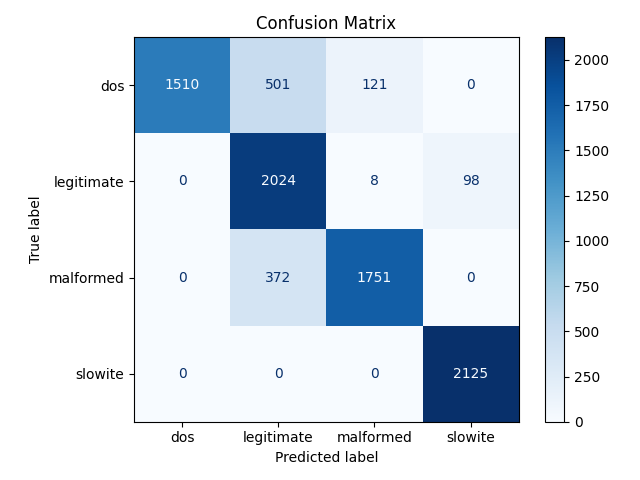 Confusion Matrix
True label
dos 1510 501 121 0
legitimate 0 2024 8 98
malformed 0 372 1751 0
slowite 0 0 0 2125
dos legitimate malformed slowite
Predicted label
2000
1750
1500
1250
1000
750
500
250
0